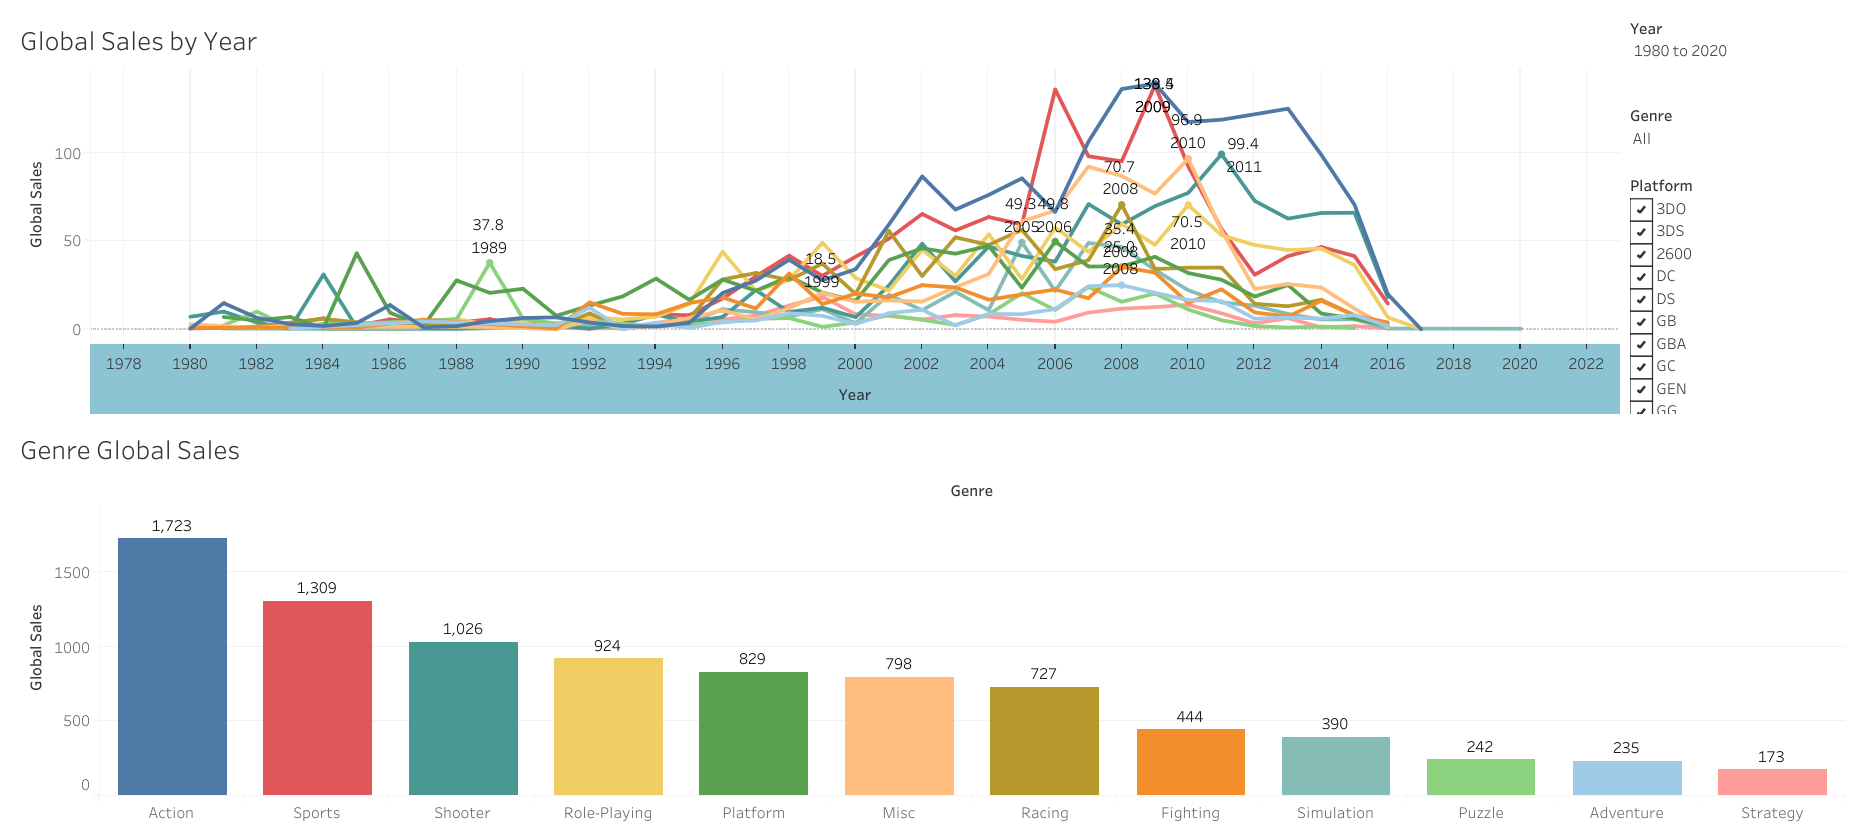 Global Sales by Year
Year
1980 to 2020
Genre
All
Platform
3DO
3DS
2600
DC
DS
GB
GBA
GC
GEN
GG
Global Sales
100
50
0
37.8
1989
18.5
1999
49.3
2005
49.8
2006
70.7
2008
35.4
2008
25.0
2008
2009
96.9
2010
70.5
2010
99.4
2011
1978 1980 1982 1984 1986 1988 1990 1992 1994 1996 1998 2000 2002 2004 2006 2008 2010 2012 2014 2016 2018 2020 2022
Year
Genre Global Sales
Genre
Global Sales
1500
1000
500
0
1,723
1,309
1,026
924
829
798
727
444
390
242
235
173
Action Sports Shooter Role-Playing Platform Misc Racing Fighting Simulation Puzzle Adventure Strategy